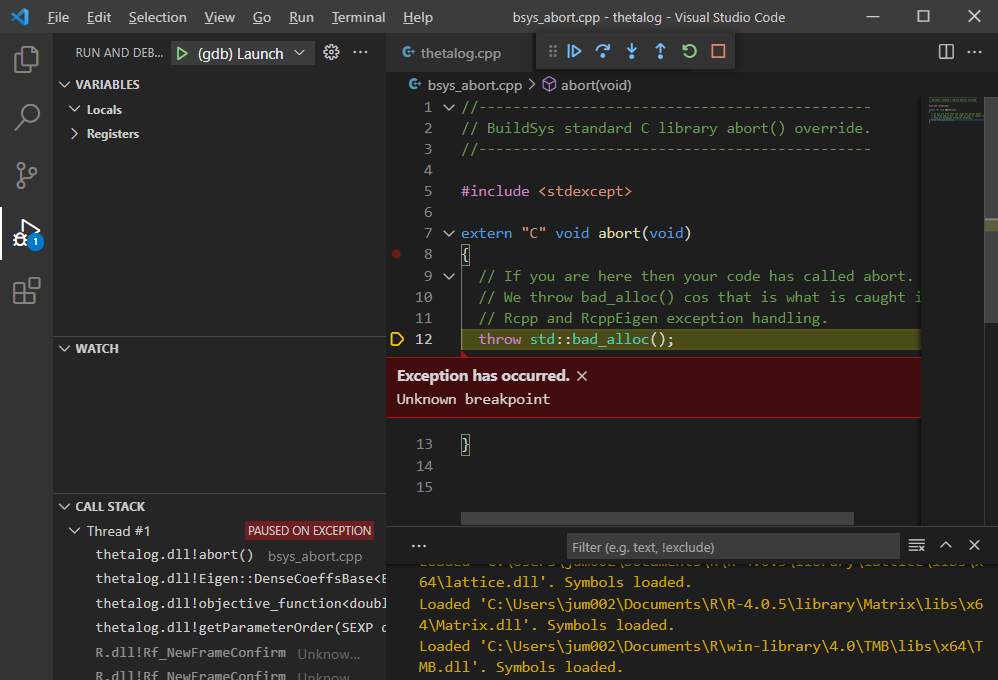 File Edit Selection View Go Run Terminal Help bsys_abort.cpp - thetalog - Visual Studio Code
RUN AND DEB... (gdb) Launch ...
thetalog.cpp ...
VARIABLES
Locals
Registers
bsys_abort.cpp > abort(void)
1 //----------------------------------------------
2 // BuildSys standard C library abort() override.
3 //----------------------------------------------
4
5 #include <stdexcept>
6
7 extern "C" void abort(void)
8 {
9 // If you are here then your code has called abort.
10 // We throw bad_alloc() cos that is what is caught i
11 // Rcpp and RcppEigen exception handling.
12 throw std::bad_alloc();
Exception has occurred. ×
Unknown breakpoint
13 }
14
15
1
WATCH
CALL STACK
Thread #1 PAUSED ON EXCEPTION
thetalog.dll!abort() bsys_abort.cpp
thetalog.dll!Eigen::DenseCoeffsBase<E
thetalog.dll!objective_function<doubl
thetalog.dll!getParameterOrder(SEXP d
R.dll!Rf_NewFrameConfirm Unknow...
R.dll!Rf_NewFrameConfirm Unknow
... Filter (e.g. text, !exclude)
Loaded 'C:\Users\jum002\Documents\R\R-4.0.5\library\lattice\libs\x
64\lattice.dll'. Symbols loaded.
Loaded 'C:\Users\jum002\Documents\R\R-4.0.5\library\Matrix\libs\x6
4\Matrix.dll'. Symbols loaded.
Loaded 'C:\Users\jum002\Documents\R\win-library\4.0\TMB\libs\x64\T
MB.dll'. Symbols loaded.